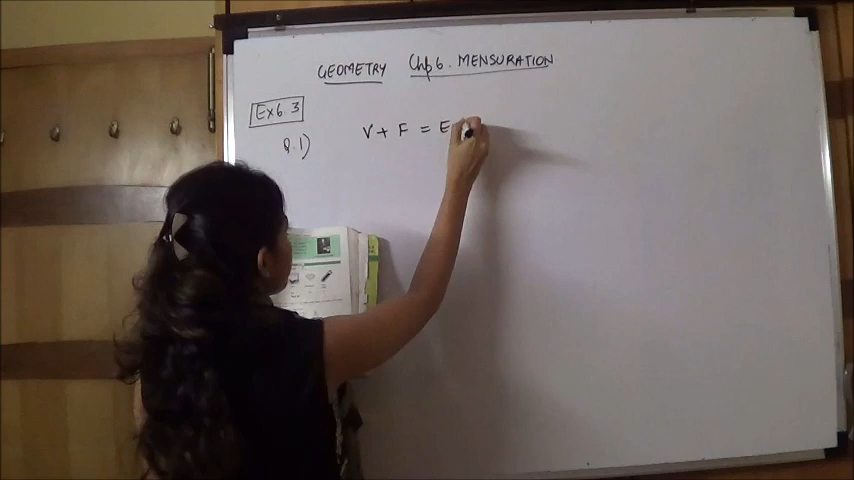 GEOMETRY Chp 6. MENSURATION
Ex 6.3
Q.1) V + F = E